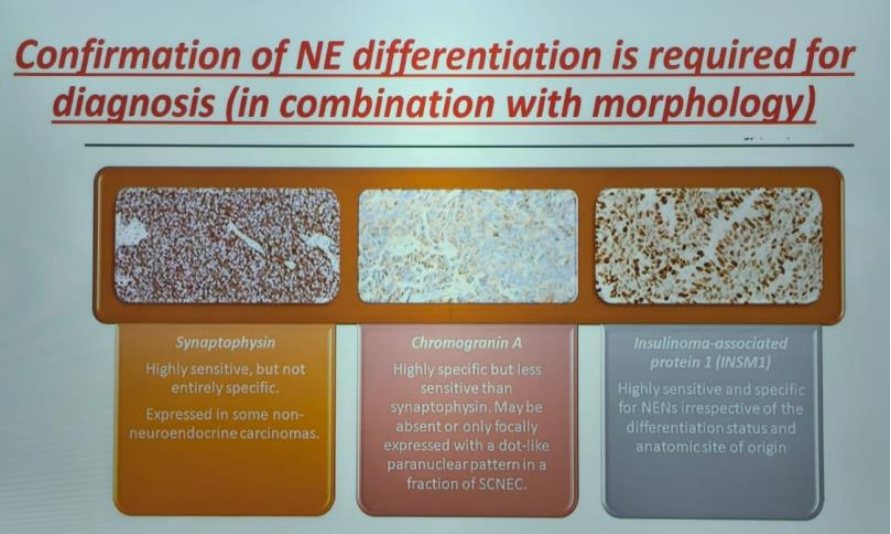 Confirmation of NE differentiation is required for
diagnosis (in combination with morphology)
Synaptophysin
Highly sensitive, but not
entirely specific.
Expressed in some non-
neuroendocrine carcinomas.
Chromogranin A
Highly specific but less
sensitive than
synaptophysin. May be
absent or only focally
expressed with a dot-like
paranuclear pattern in a
fraction of SCNEC.
Insulinoma-associated
protein 1 (INSM1)
Highly sensitive and specific
for NENs irrespective of the
differentiation status and
anatomic site of origin